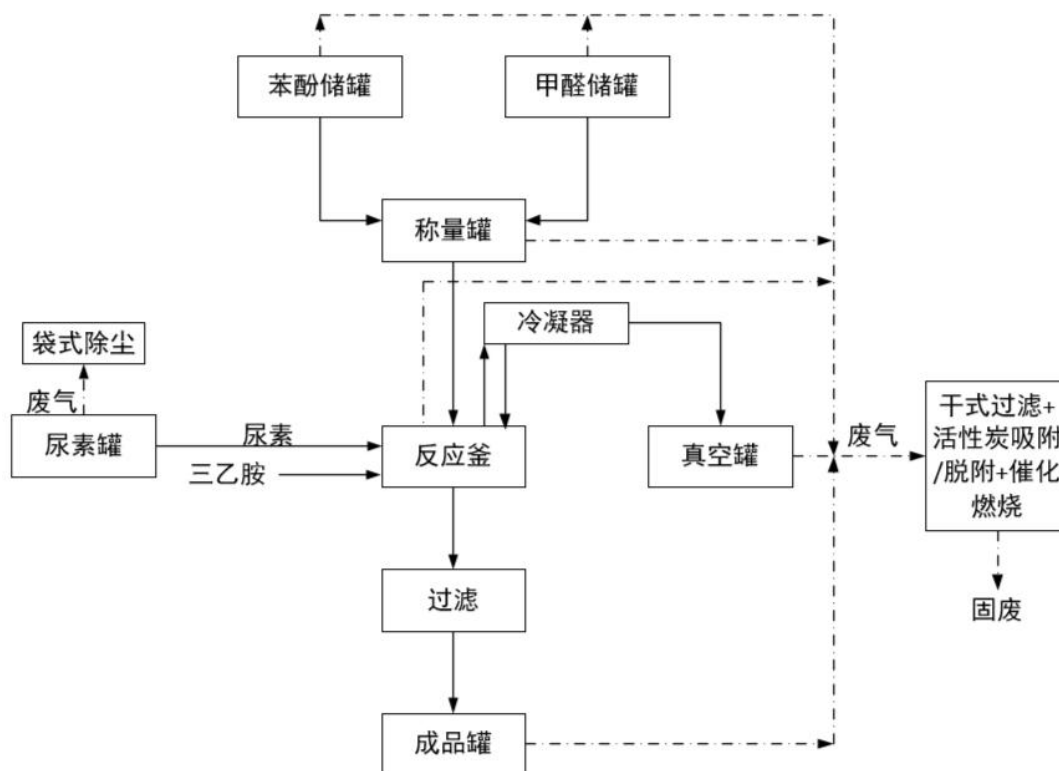 苯酚储罐
甲醛储罐
称量罐
冷凝器
袋式除尘
废气
尿素罐
尿素
三乙胺
反应釜
真空罐
废气
干式过滤+
活性炭吸附
/脱附+催化
燃烧
过滤
固废
成品罐